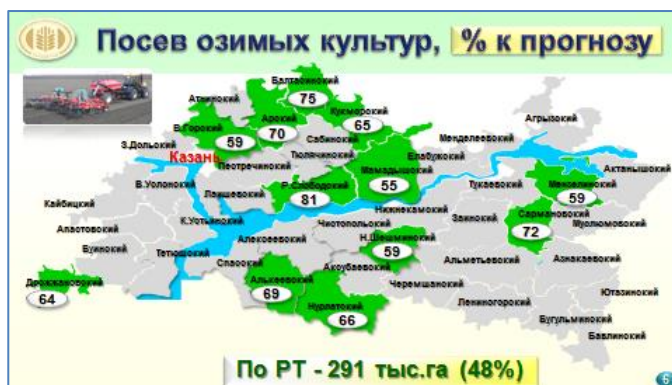 Посев озимых культур, % к прогнозу
Балтасинский
75
Атнинский
Кукморский
65
Арский
70
В.Горский
59
Сабинский
Агрызский
Менделеевский
З.Дольский
Казань
Тюлячинский
Елабужский
Актанышский
Пестречинский
Мамадышский
55
Мензелинский
59
Тукаевский
В.Услонский
Лаишевский
Р.Слободский
81
Сармановский
72
Кайбицкий
Нижнекамский
К.Устьинский
Чистопольский
Заинский
Муслюмовский
Апастовский
Алексеевский
Н.Шешминский
59
Буинский
Тетюшский
Альметьевский
Азнакаевский
Спасский
Аксубаевский
Дрожжановский
64
Алькеевский
69
Черемшанский
Нурлатский
66
Лениногорский
Ютазинский
Бугульминский
Бавлинский
По РТ - 291 тыс.га (48%)
6